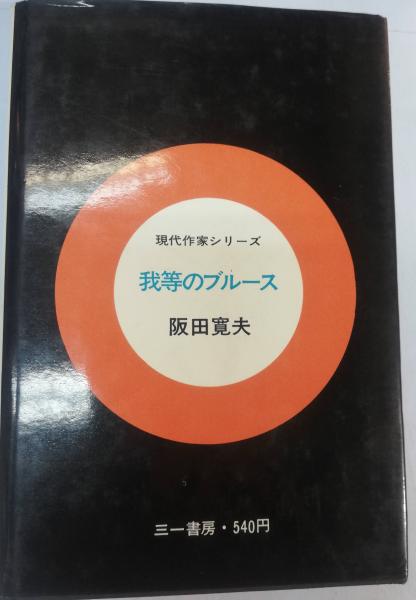 現代作家シリーズ
我等のブルース
阪田寛夫
三一書房・540円